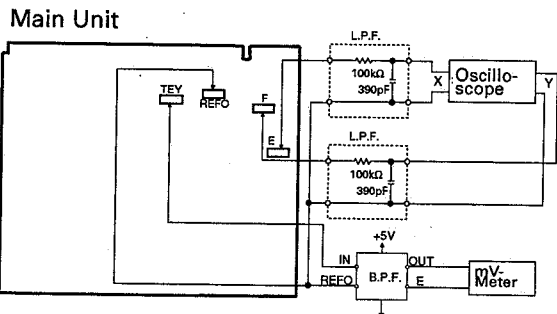 Main Unit
L.P.F.
100kΩ
390pF
X
Oscillo-
scope
Y
TEY
REFO
F
E
L.P.F.
100kΩ
390pF
+5V
IN
OUT
REFO
B.P.F.
E
mV-
Meter